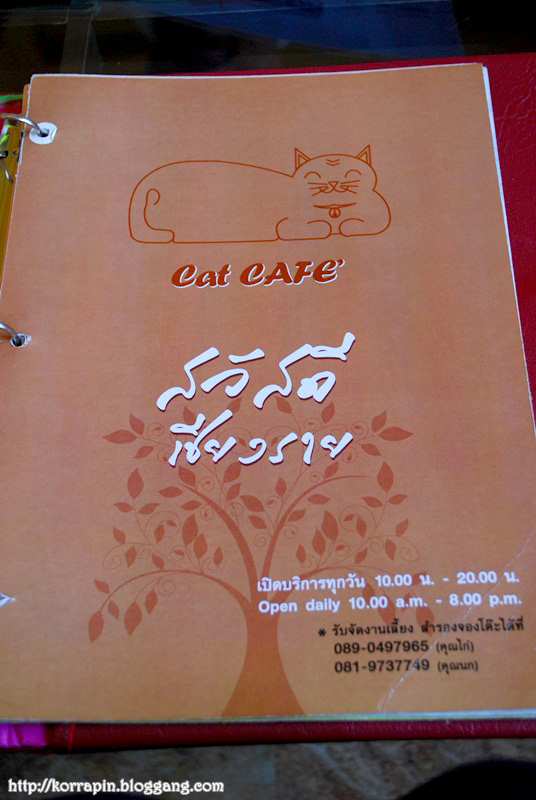 Cat CAFE'
สวัสดี
เชียงราย
เปิดบริการทุกวัน 10.00 น. - 20.00 น.
Open daily 10.00 a.m. - 8.00 p.m.
* รับจัดงานเลี้ยง สำรองจองโต๊ะได้ที่
089-0497965 (คุณไก่)
081-9737749 (คุณนก)
http://korrapin.bloggang.com